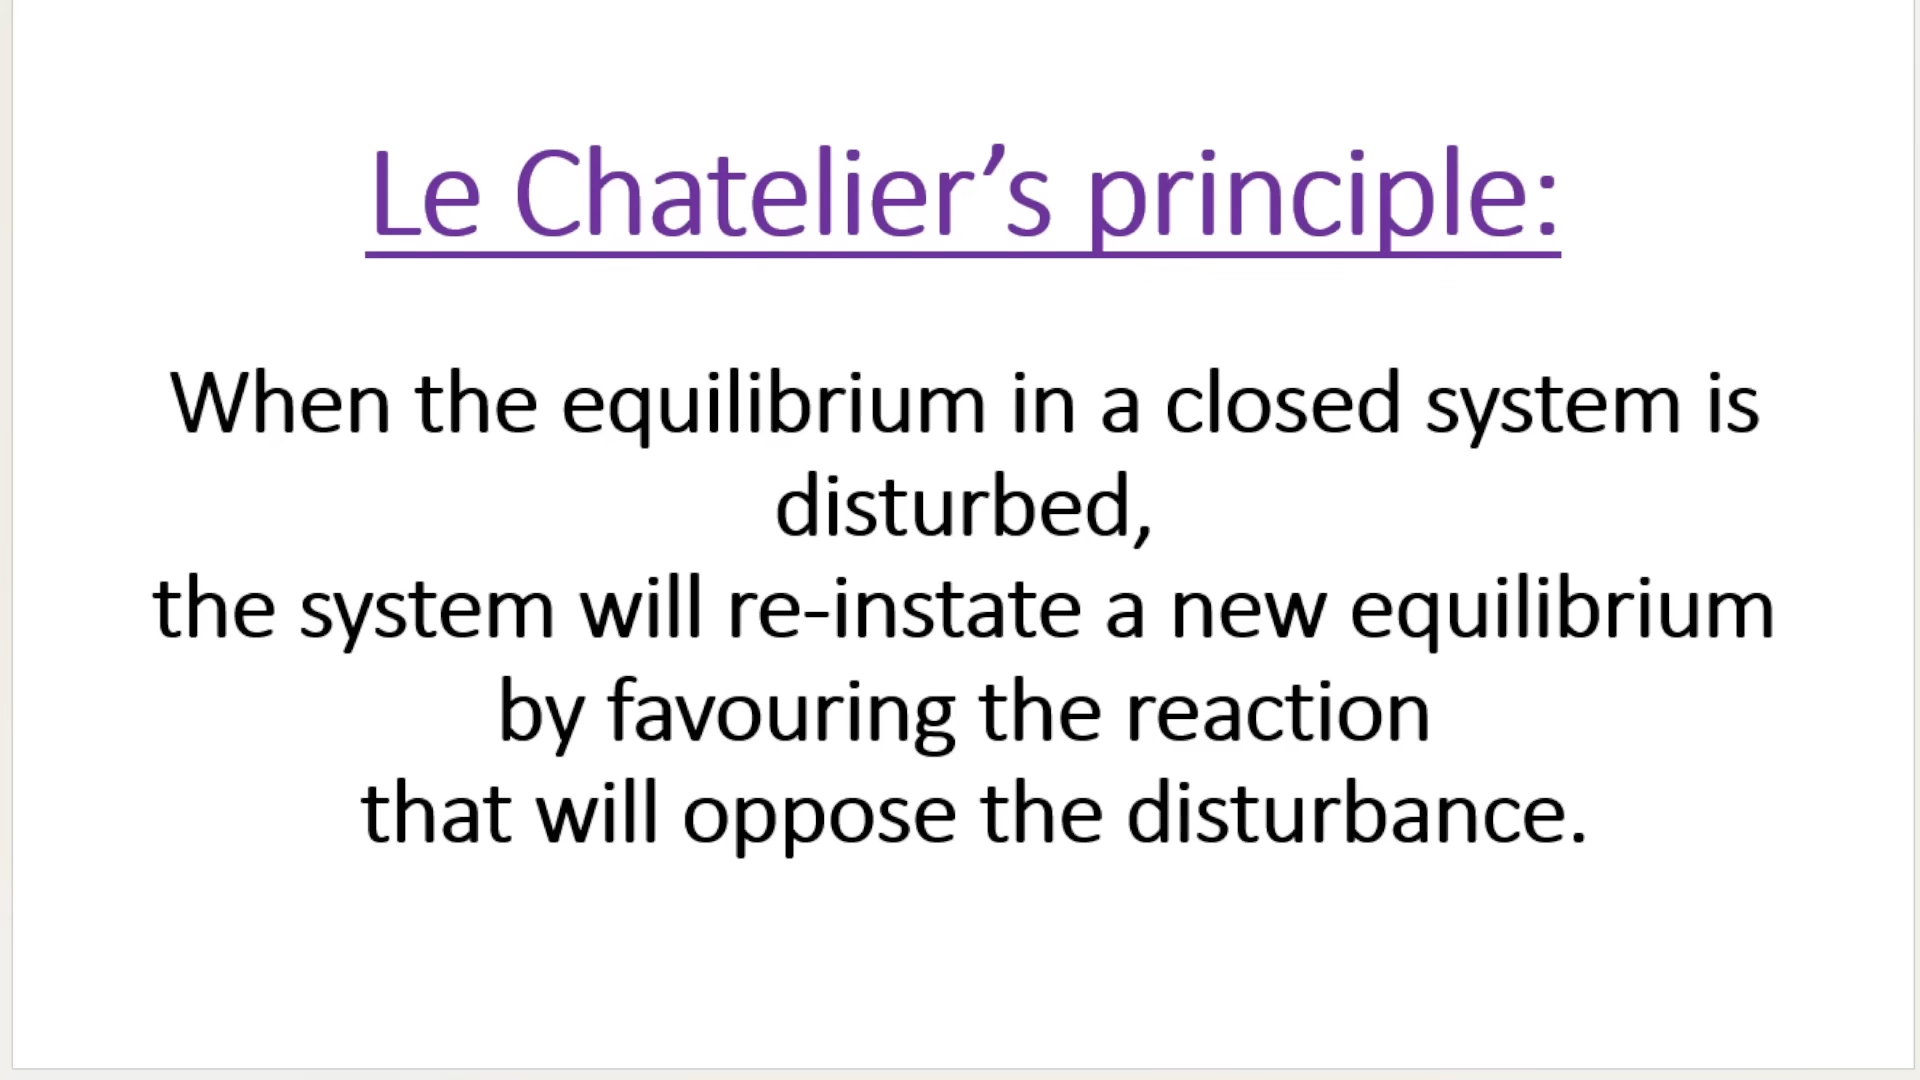 Le Chatelier’s principle:
When the equilibrium in a closed system is
disturbed,
the system will re-instate a new equilibrium
by favouring the reaction
that will oppose the disturbance.